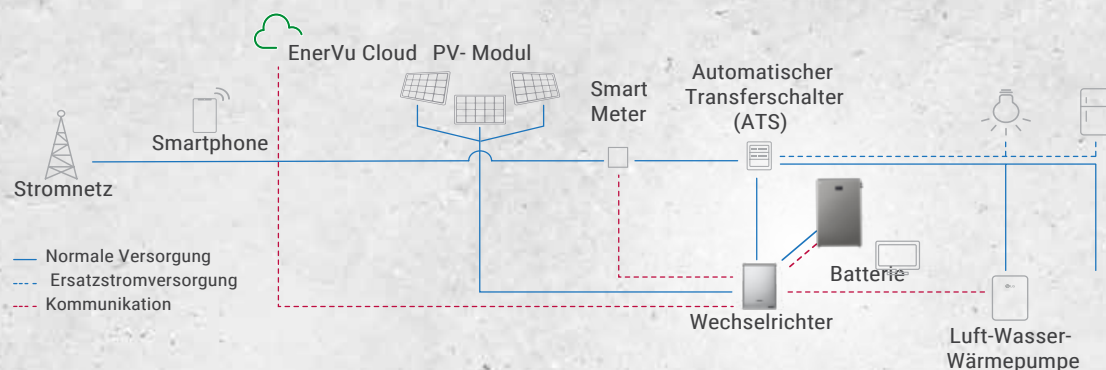 EnerVu Cloud
PV- Modul
Smart
Meter
Automatischer
Transferschalter
(ATS)
Smartphone
Stromnetz
Normale Versorgung
Ersatzstromversorgung
Kommunikation
Batterie
Wechselrichter
Luft-Wasser-
Wärmepumpe